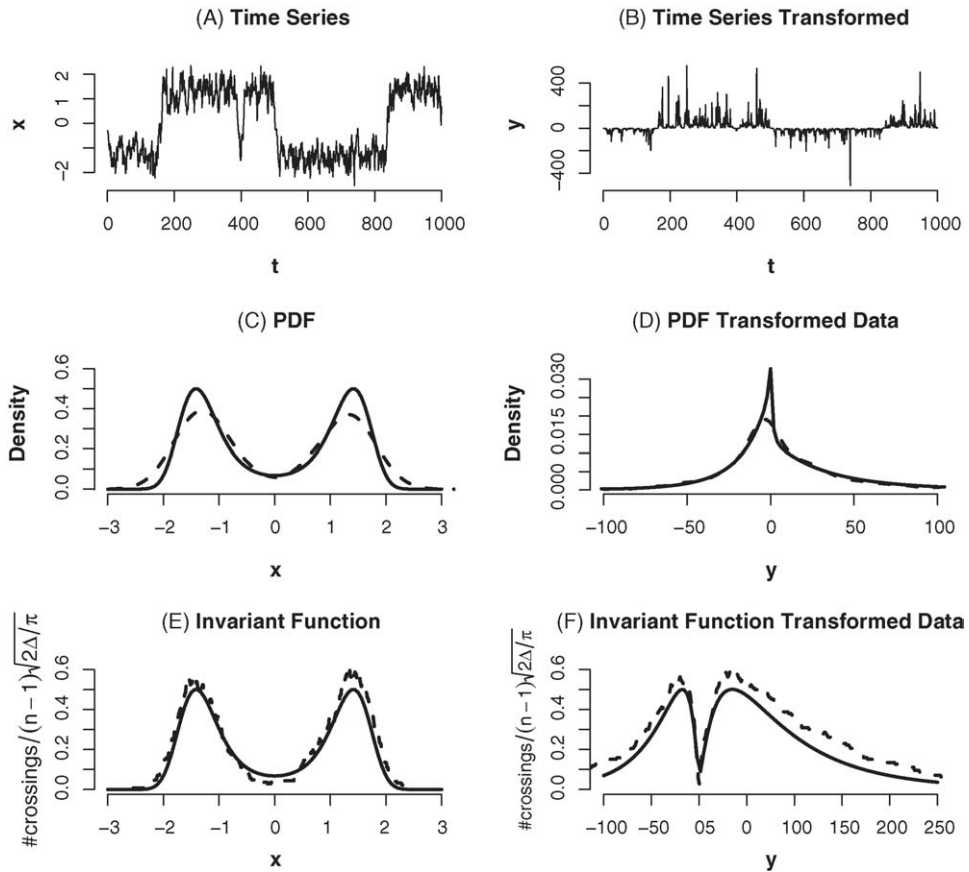 (A) Time Series
x
2
1
0
−2
0 200 400 600 800 1000
t
(B) Time Series Transformed
y
400
0
−400
0 200 400 600 800 1000
t
(C) PDF
Density
0.6
0.4
0.2
0.0
−3 −2 −1 0 1 2 3
x
(D) PDF Transformed Data
Density
0.030
0.015
0.000
−100 −50 0 50 100
y
(E) Invariant Function
#crossings/(n−1)√2Δ/π
0.6
0.4
0.2
0.0
−3 −2 −1 0 1 2 3
x
(F) Invariant Function Transformed Data
#crossings/(n−1)√2Δ/π
0.6
0.4
0.2
0.0
-100 -50 05 0 100 05 0 200 250
y